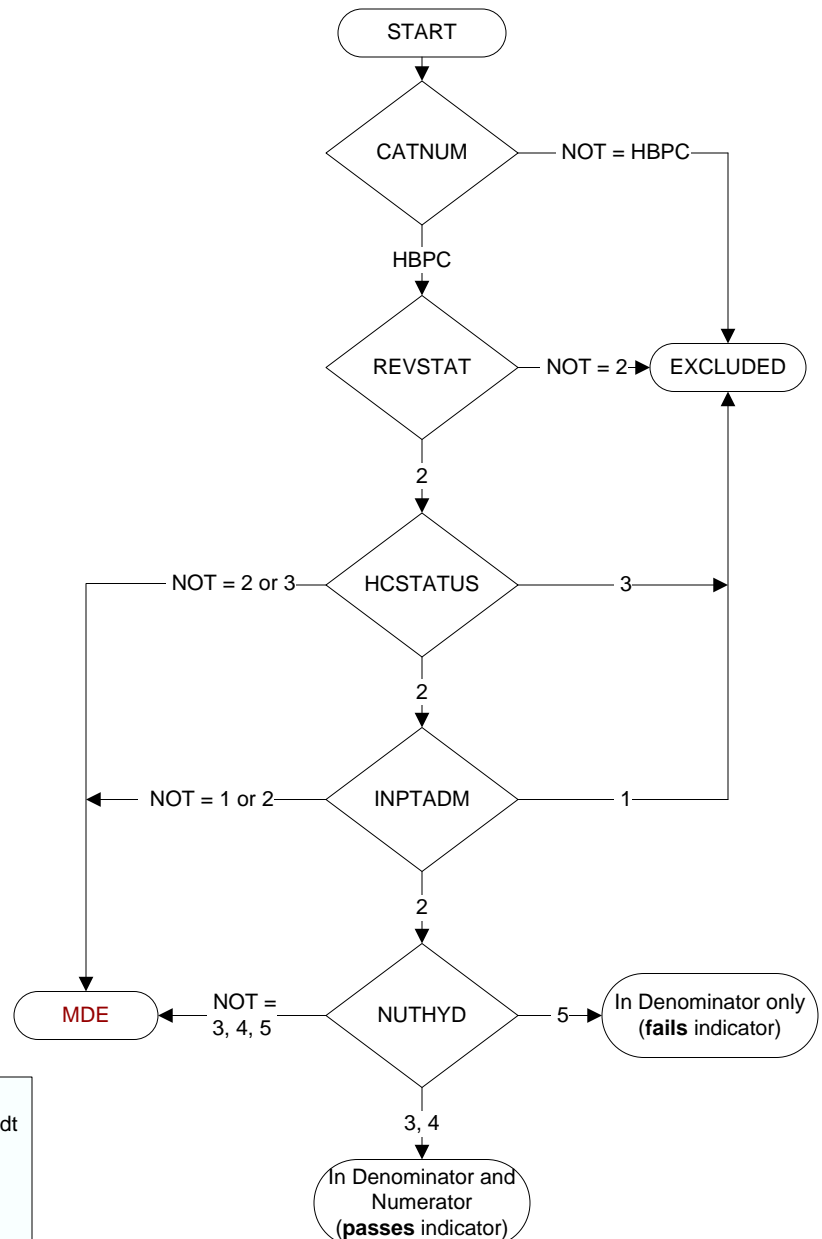 START
CATNUM
NOT = HBPC
HBPC
REVSTAT
NOT = 2
EXCLUDED
2
NOT = 2 or 3
HCSTATUS
3
2
NOT = 1 or 2
INPTADM
1
2
MDE
NOT =
3, 4, 5
NUTHYD
5
In Denominator only
(fails indicator)
dt
3, 4
In Denominator and
Numerator
(passes indicator)